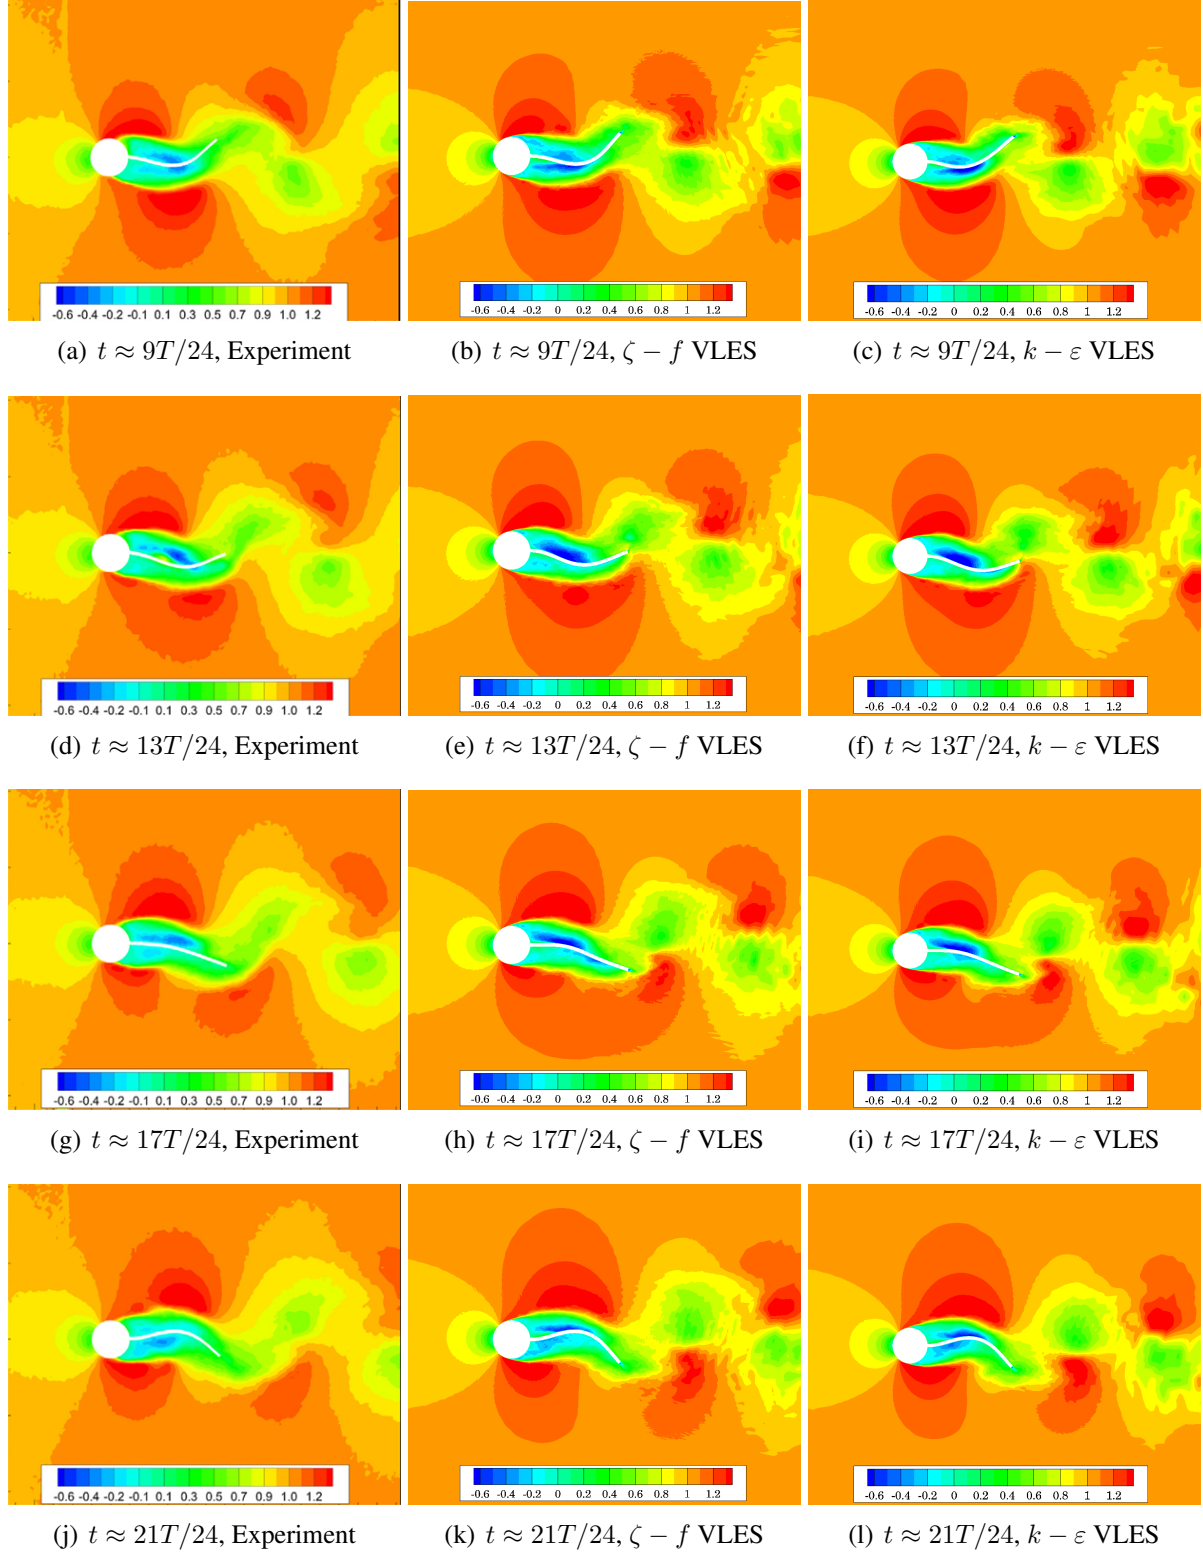 -0.6 -0.4 -0.2 -0.1 0.1 0.3 0.5 0.7 0.9 1.0 1.2
-0.6 -0.4 -0.2 0 0.2 0.4 0.6 0.8 1 1.2
-0.6 -0.4 -0.2 0 0.2 0.4 0.6 0.8 1 1.2
(a) t ≈ 9T/24, Experiment
(b) t ≈ 9T/24, ζ − f VLES
(c) t ≈ 9T/24, k − ε VLES
-0.6 -0.4 -0.2 -0.1 0.1 0.3 0.5 0.7 0.9 1.0 1.2
-0.6 -0.4 -0.2 0 0.2 0.4 0.6 0.8 1 1.2
-0.6 -0.4 -0.2 0 0.2 0.4 0.6 0.8 1 1.2
(d) t ≈ 13T/24, Experiment
(e) t ≈ 13T/24, ζ − f VLES
(f) t ≈ 13T/24, k − ε VLES
-0.6 -0.4 -0.2 -0.1 0.1 0.3 0.5 0.7 0.9 1.0 1.2
-0.6 -0.4 -0.2 0 0.2 0.4 0.6 0.8 1 1.2
-0.6 -0.4 -0.2 0 0.2 0.4 0.6 0.8 1 1.2
(g) t ≈ 17T/24, Experiment
(h) t ≈ 17T/24, ζ − f VLES
(i) t ≈ 17T/24, k − ε VLES
-0.6 -0.4 -0.2 -0.1 0.1 0.3 0.5 0.7 0.9 1.0 1.2
-0.6 -0.4 -0.2 0 0.2 0.4 0.6 0.8 1 1.2
-0.6 -0.4 -0.2 0 0.2 0.4 0.6 0.8 1 1.2
(j) t ≈ 21T/24, Experiment
(k) t ≈ 21T/24, ζ − f VLES
(l) t ≈ 21T/24, k − ε VLES